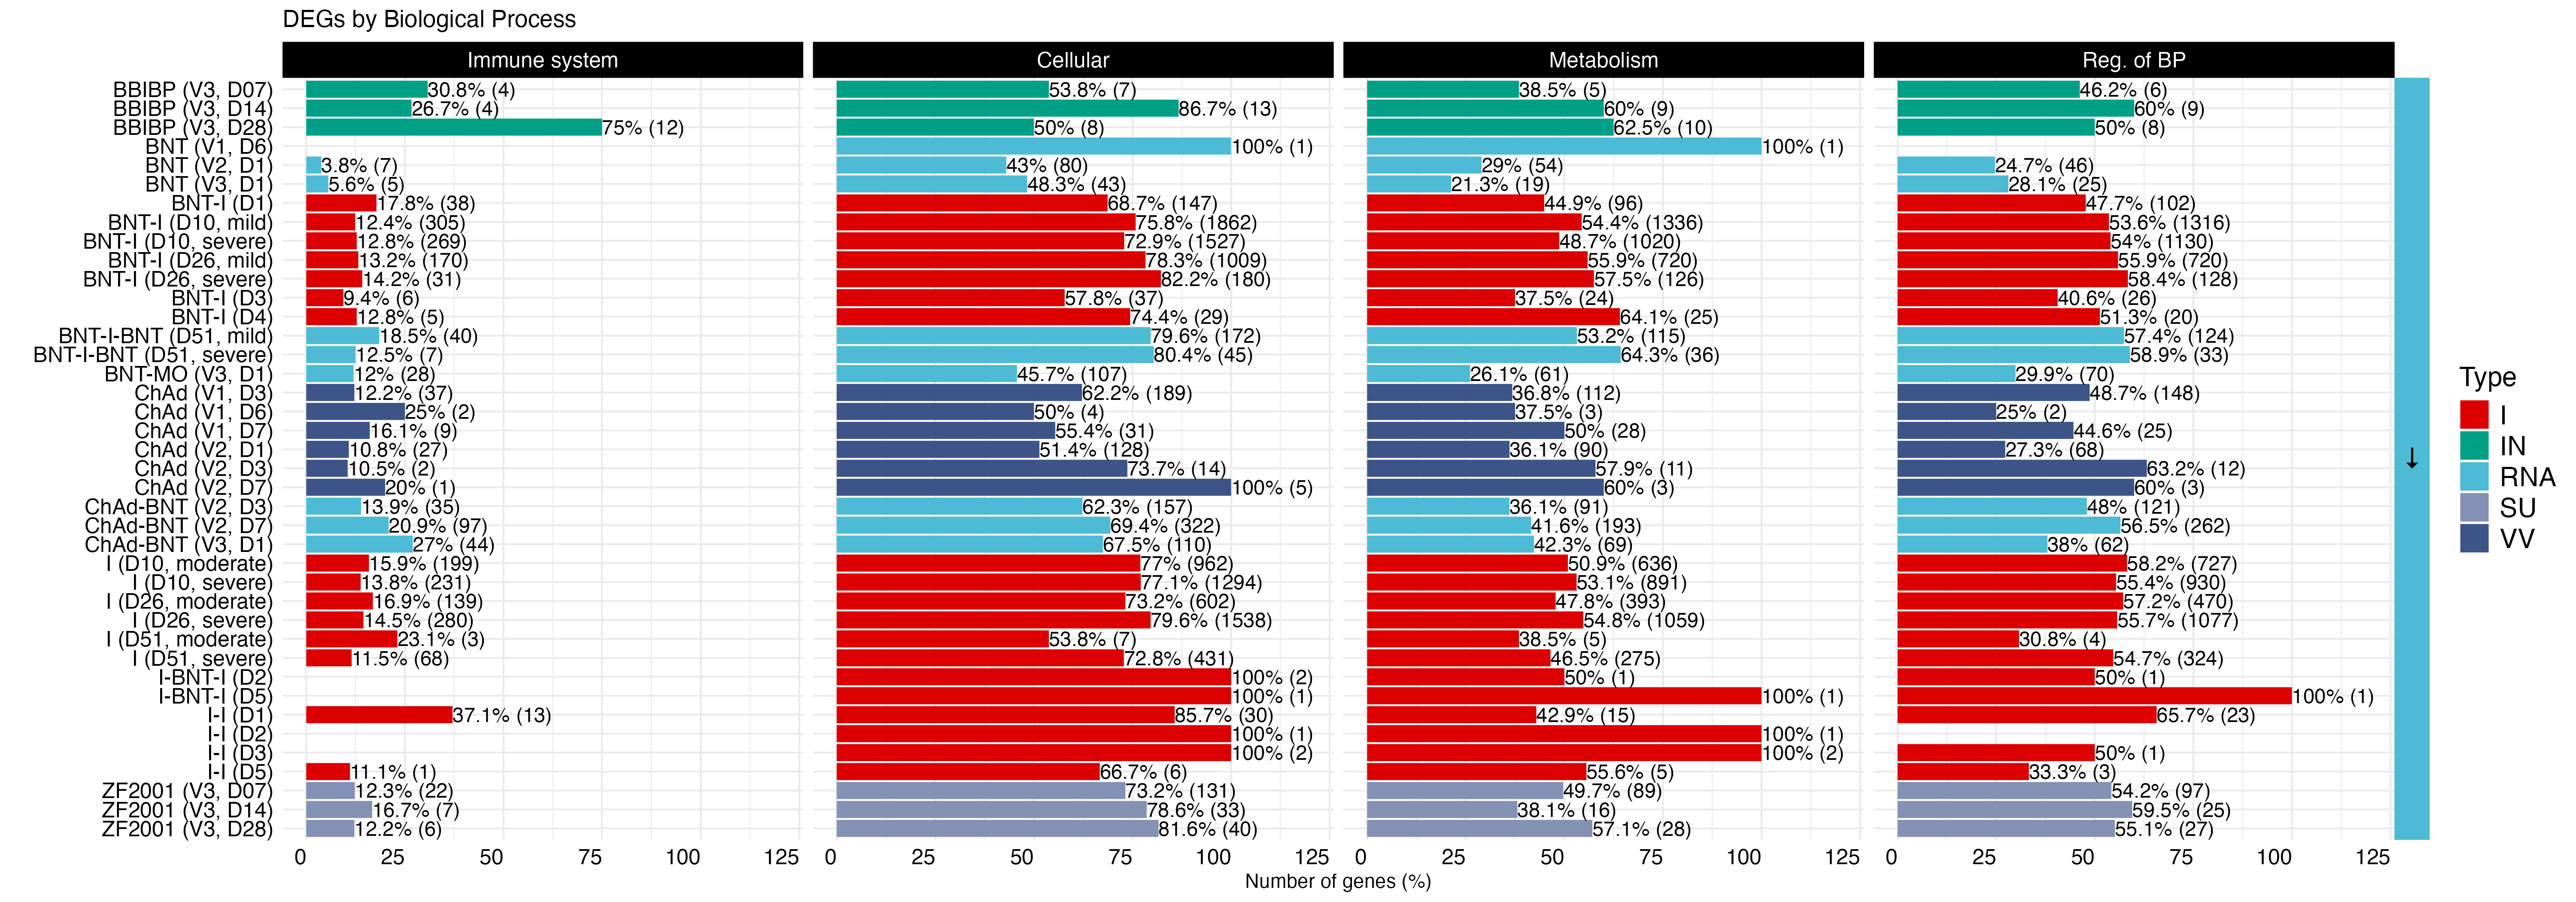 DEGs by Biological Process
Immune system Cellular Metabolism Reg. of BP
BBIBP (V3, D07) 30.8% (4) 53.8% (7) 38.5% (5) 46.2% (6)
BBIBP (V3, D14) 26.7% (4) 86.7% (13) 60% (9) 60% (9)
BBIBP (V3, D28) 75% (12) 50% (8) 62.5% (10) 50% (8)
BNT (V1, D6) 100% (1) 100% (1)
BNT (V2, D1) 3.8% (7) 43% (80) 29% (54) 24.7% (46)
BNT (V3, D1) 5.6% (5) 48.3% (43) 21.3% (19) 28.1% (25)
BNT-I (D1) 17.8% (38) 68.7% (147) 44.9% (96) 47.7% (102)
BNT-I (D10, mild) 12.4% (305) 75.8% (1862) 54.4% (1336) 53.6% (1316)
BNT-I (D10, severe) 12.8% (269) 72.9% (1527) 48.7% (1020) 54% (1130)
BNT-I (D26, mild) 13.2% (170) 78.3% (1009) 55.9% (720) 55.9% (720)
BNT-I (D26, severe) 14.2% (31) 82.2% (180) 57.5% (126) 58.4% (128)
BNT-I (D3) 9.4% (6) 57.8% (37) 37.5% (24) 40.6% (26)
BNT-I (D4) 12.8% (5) 74.4% (29) 64.1% (25) 51.3% (20)
BNT-I-BNT (D51, mild) 18.5% (40) 79.6% (172) 53.2% (115) 57.4% (124)
BNT-I-BNT (D51, severe) 12.5% (7) 80.4% (45) 64.3% (36) 58.9% (33)
BNT-MO (V3, D1) 12% (28) 45.7% (107) 26.1% (61) 29.9% (70)
ChAd (V1, D3) 12.2% (37) 62.2% (189) 36.8% (112) 48.7% (148)
ChAd (V1, D6) 25% (2) 50% (4) 37.5% (3) 25% (2)
ChAd (V1, D7) 16.1% (9) 55.4% (31) 50% (28) 44.6% (25)
ChAd (V2, D1) 10.8% (27) 51.4% (128) 36.1% (90) 27.3% (68)
ChAd (V2, D3) 10.5% (2) 73.7% (14) 57.9% (11) 63.2% (12)
ChAd (V2, D7) 20% (1) 100% (5) 60% (3) 60% (3)
ChAd-BNT (V2, D3) 13.9% (35) 62.3% (157) 36.1% (91) 48% (121)
ChAd-BNT (V2, D7) 20.9% (97) 69.4% (322) 41.6% (193) 56.5% (262)
ChAd-BNT (V3, D1) 27% (44) 67.5% (110) 42.3% (69) 38% (62)
I (D10, moderate) 15.9% (199) 77% (962) 50.9% (636) 58.2% (727)
I (D10, severe) 13.8% (231) 77.1% (1294) 53.1% (891) 55.4% (930)
I (D26, moderate) 16.9% (139) 73.2% (602) 47.8% (393) 57.2% (470)
I (D26, severe) 14.5% (280) 79.6% (1538) 54.8% (1059) 55.7% (1077)
I (D51, moderate) 23.1% (3) 53.8% (7) 38.5% (5) 30.8% (4)
I (D51, severe) 11.5% (68) 72.8% (431) 46.5% (275) 54.7% (324)
I-BNT-I (D2) 100% (2) 50% (1) 50% (1)
I-BNT-I (D5) 100% (1) 100% (1) 100% (1)
I-I (D1) 37.1% (13) 85.7% (30) 42.9% (15) 65.7% (23)
I-I (D2) 100% (1) 100% (1)
I-I (D3) 100% (2) 100% (2) 50% (1)
I-I (D5) 11.1% (1) 66.7% (6) 55.6% (5) 33.3% (3)
ZF2001 (V3, D07) 12.3% (22) 73.2% (131) 49.7% (89) 54.2% (97)
ZF2001 (V3, D14) 16.7% (7) 78.6% (33) 38.1% (16) 59.5% (25)
ZF2001 (V3, D28) 12.2% (6) 81.6% (40) 57.1% (28) 55.1% (27)
0 25 50 75 100 125 0 25 50 75 100 125 0 25 50 75 100 125 0 25 50 75 100 125
Number of genes (%)
↓
Type
I
IN
RNA
SU
VV